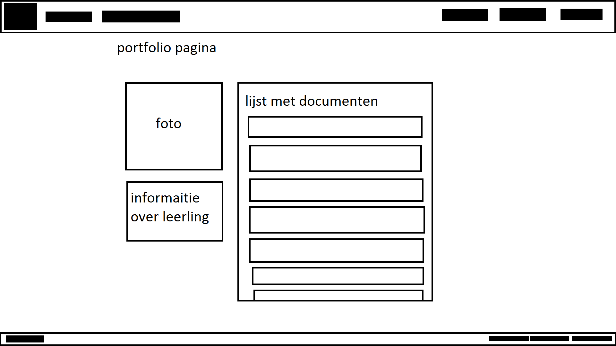 portfolio pagina
foto
lijst met documenten
informaitie
over leerling